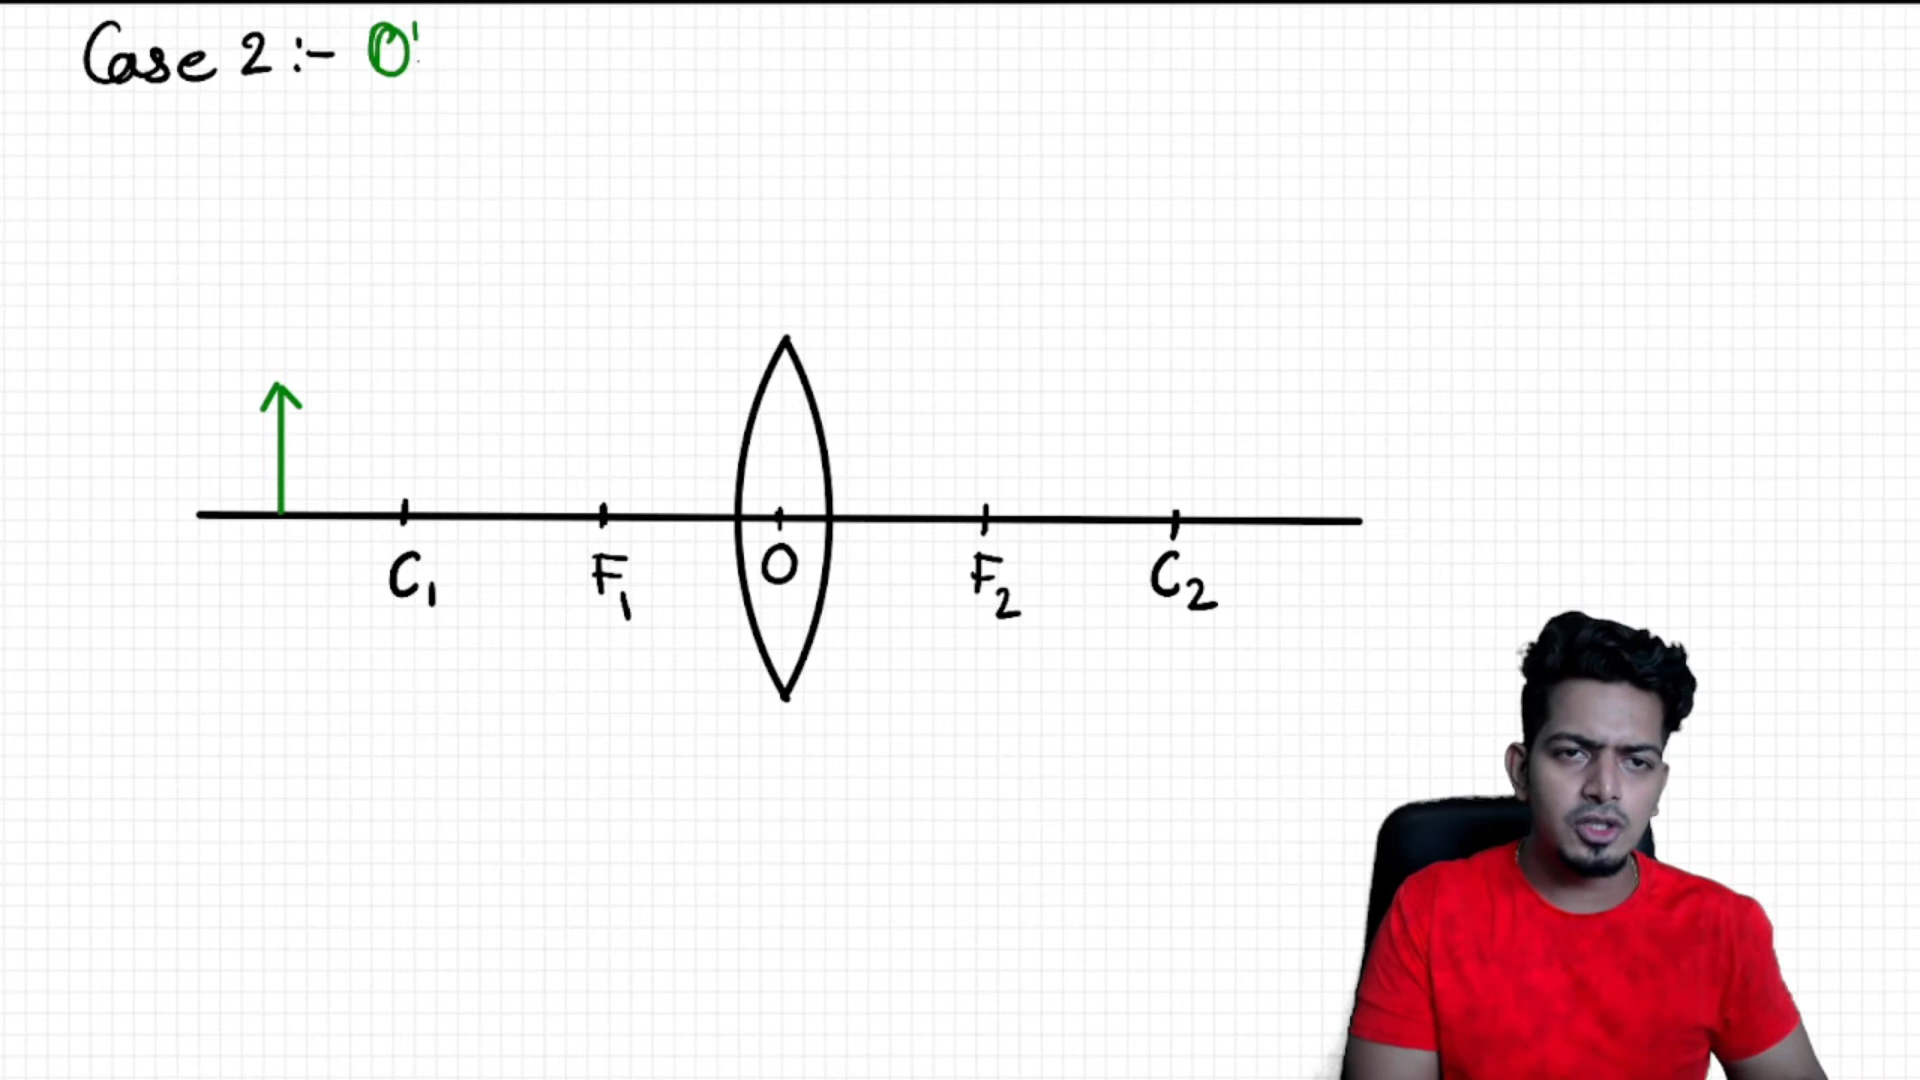 Case 2 :- O'
C₁ F₁ O F₂ C₂